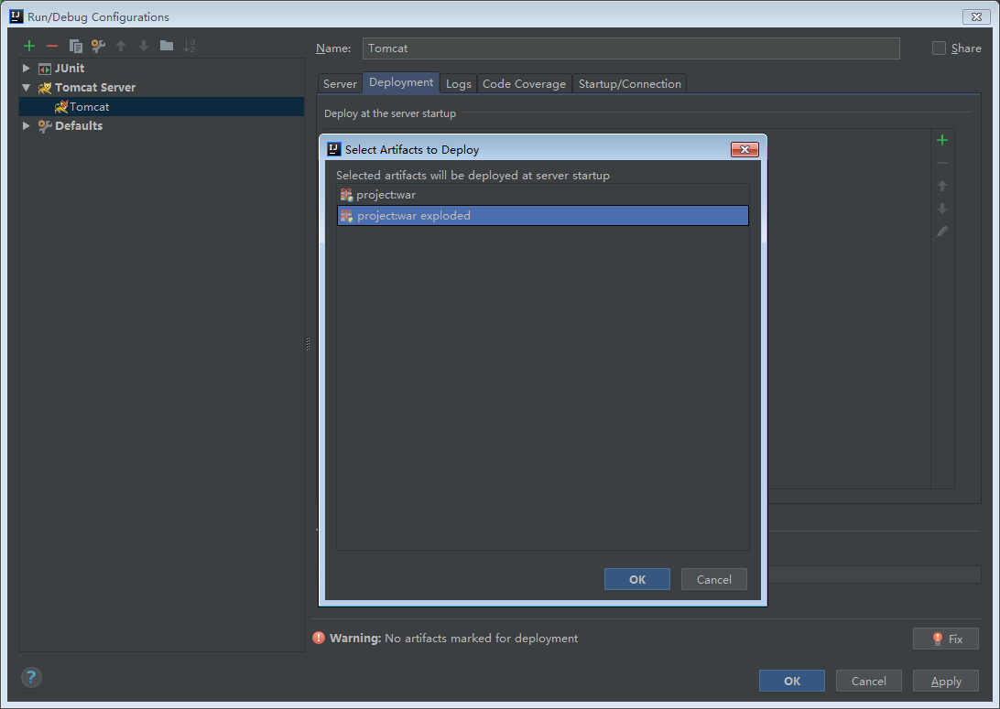 Run/Debug Configurations
Name: Tomcat Share
JUnit
Tomcat Server
Tomcat
Defaults
Server Deployment Logs Code Coverage Startup/Connection
Deploy at the server startup
Select Artifacts to Deploy
Selected artifacts will be deployed at server startup
project:war
project:war exploded
OK Cancel
Warning: No artifacts marked for deployment
Fix
? OK Cancel Apply